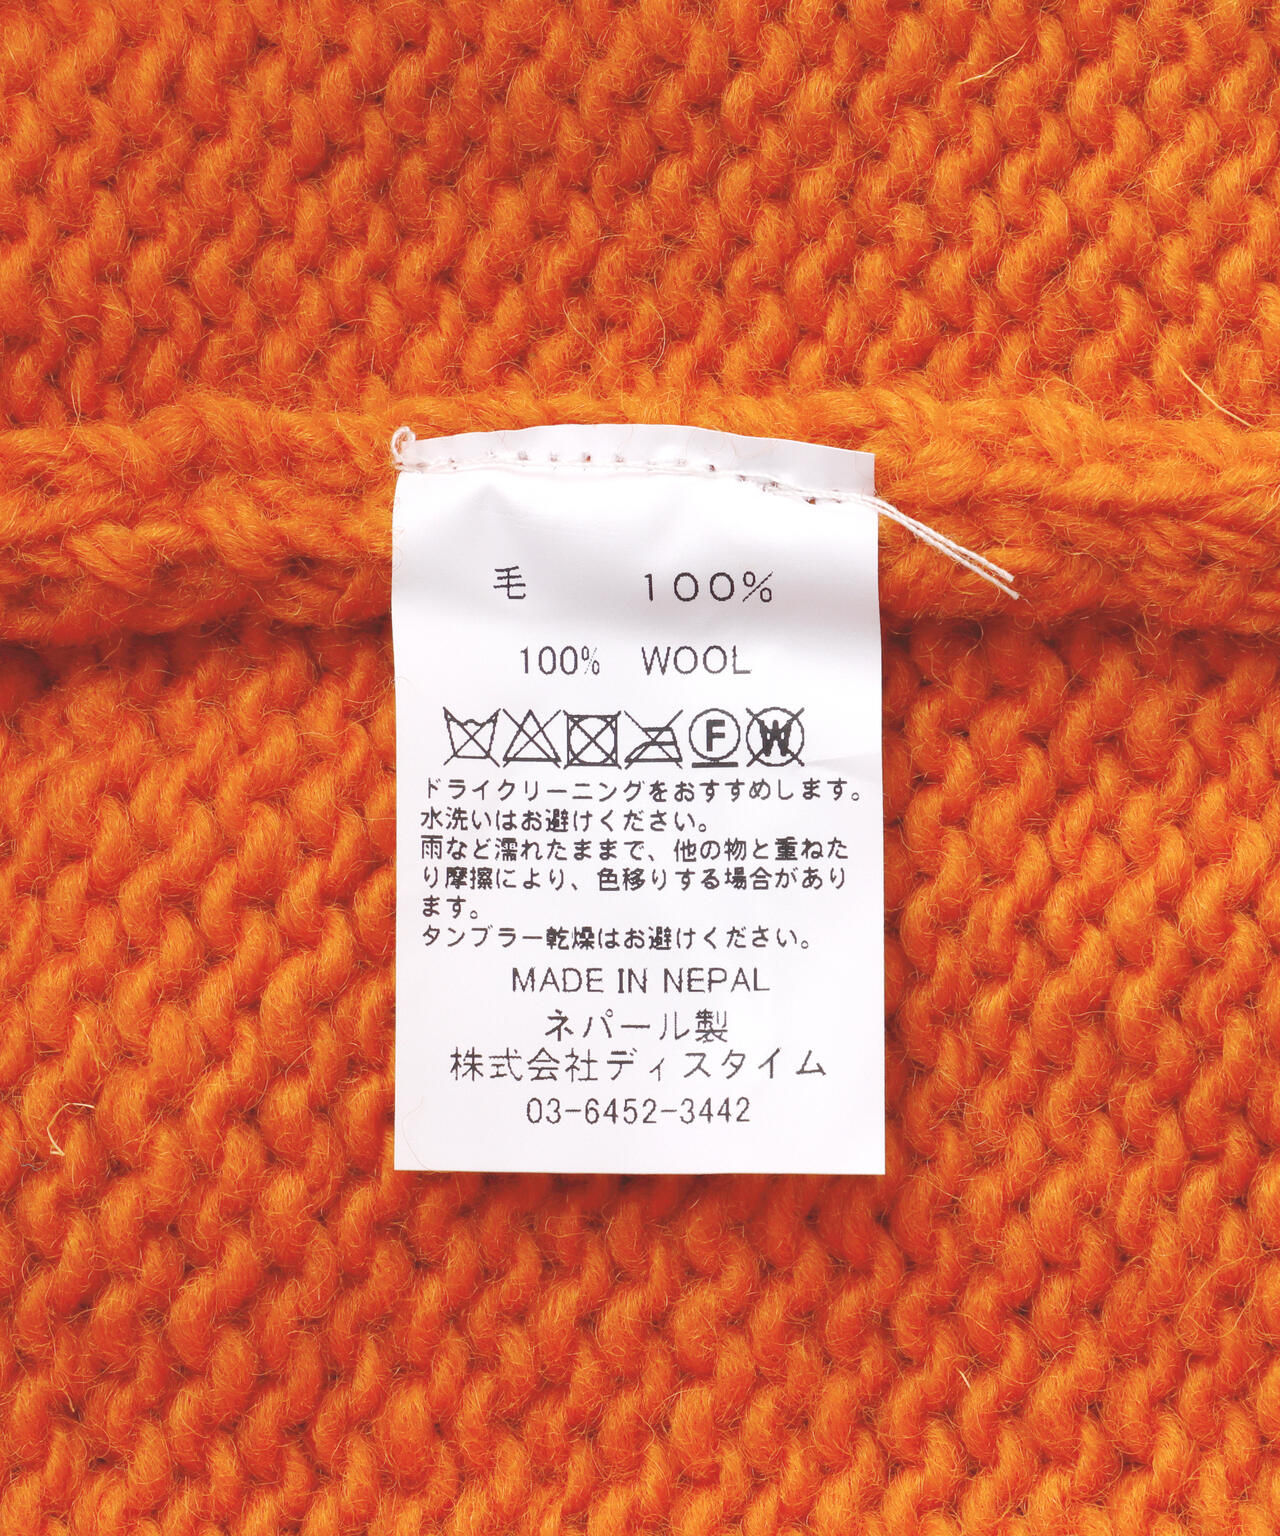 毛 100%
100% WOOL
F W
ドライクリーニングをおすすめします。
水洗いはお避けください。
雨など濡れたままで、他の物と重ねた
り摩擦により、色移りする場合があり
ます。
タンブラー乾燥はお避けください。
MADE IN NEPAL
ネパール製
株式会社ディスタイム
03-6452-3442